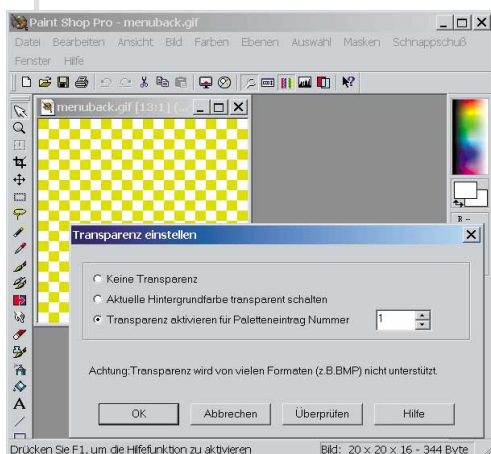 Paint Shop Pro - menuback.gif
Datei Bearbeiten Ansicht Bild Farben Ebenen Auswahl Masken Schnappschuß
Fenster Hilfe
menuback.gif [13:1] (...
R -
Transparenz einstellen
Keine Transparenz
Aktuelle Hintergrundfarbe transparent schalten
Transparenz aktivieren für Paletteneintrag Nummer 1
Achtung:Transparenz wird von vielen Formaten (z.B.BMP) nicht unterstützt.
OK Abbrechen Überprüfen Hilfe
Drücken Sie F1, um die Hilfefunktion zu aktivieren Bild: 20 x 20 x 16 - 344 Byte